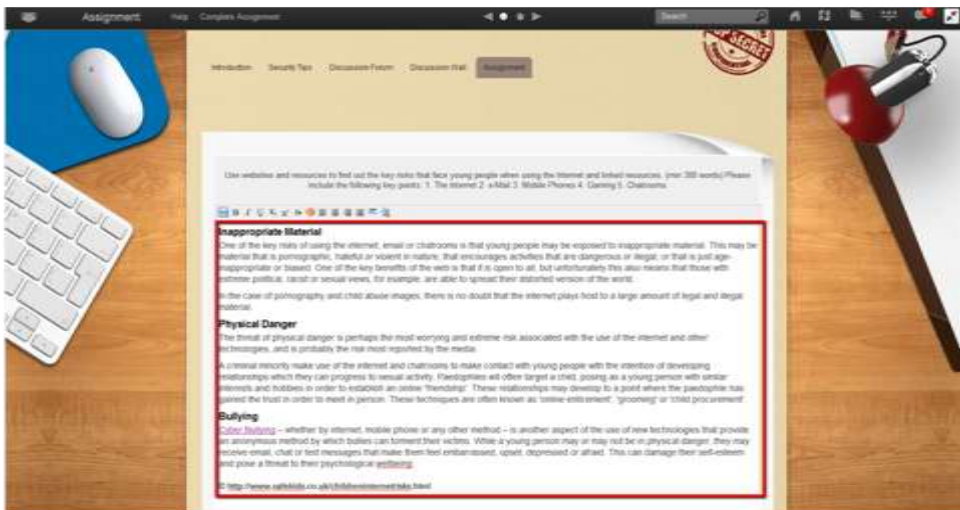 Assignment Help Complete Assignment Search
TOP SECRET
CONFIDENTIAL
Introduction Security Tips Discussion Forum Discussion Wall Assignment
Use websites and resources to find out the key risks that face young people when using the Internet and linked resources. (min 300 words) Please
include the following key points: 1. The Internet 2. e-Mail 3. Mobile Phones 4. Gaming 5. Chatrooms
Inappropriate Material
One of the key risks of using the internet, email or chatrooms is that young people may be exposed to inappropriate material. This may be
material that is pornographic, hateful or violent in nature, that encourages activities that are dangerous or illegal, or that is just age-
inappropriate or biased. One of the key benefits of the web is that it is open to all, but unfortunately this also means that those with
extreme political, racist or sexual views, for example, are able to spread their distorted version of the world.
In the case of pornography and child abuse images, there is no doubt that the internet plays host to a large amount of legal and illegal
material.
Physical Danger
The threat of physical danger is perhaps the most worrying and extreme risk associated with the use of the internet and other
technologies, and is probably the risk most reported by the media.
A criminal minority make use of the internet and chatrooms to make contact with young people with the intention of developing
relationships which they can progress to sexual activity. Paedophiles will often target a child, posing as a young person with similar
interests and hobbies in order to establish an online 'friendship'. These relationships may develop to a point where the paedophile has
gained the trust in order to meet in person. These techniques are often known as 'online enticement', 'grooming' or 'child procurement'.
Bullying
Cyber Bullying – whether by internet, mobile phone or any other method – is another aspect of the use of new technologies that provide
an anonymous method by which bullies can torment their victims. While a young person may or may not be in physical danger, they may
receive email, chat or text messages that make them feel embarrassed, upset, depressed or afraid. This can damage their self-esteem
and pose a threat to their psychological wellbeing.
© http://www.safekids.co.uk/childreninternetrisks.html